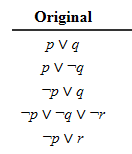 Original
p ∨ q
p ∨ ¬q
¬p ∨ q
¬p ∨ ¬q ∨ ¬r
¬p ∨ r